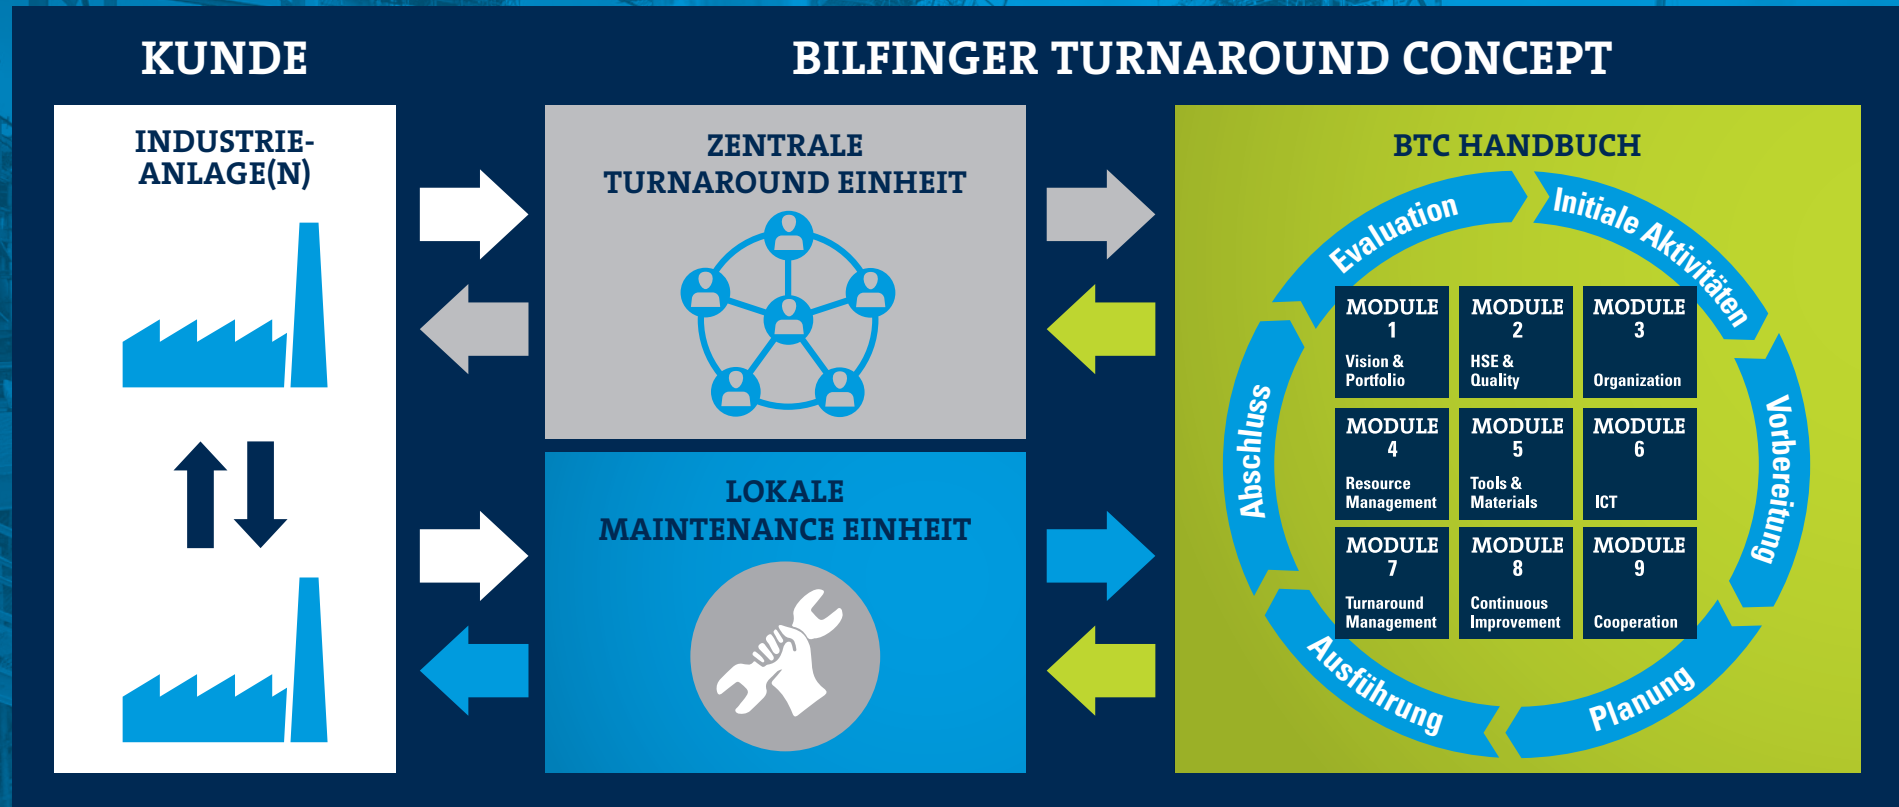 KUNDE
BILFINGER TURNAROUND CONCEPT
INDUSTRIE-
ANLAGE(N)
ZENTRALE
TURNAROUND EINHEIT
LOKALE
MAINTENANCE EINHEIT
BTC HANDBUCH
Initiale Aktivitäten
Vorbereitung
Planung
Ausführung
Abschluss
Evaluation
MODULE
1
Vision &
Portfolio
MODULE
2
HSE &
Quality
MODULE
3
Organization
MODULE
4
Resource
Management
MODULE
5
Tools &
Materials
MODULE
6
ICT
MODULE
7
Turnaround
Management
MODULE
8
Continuous
Improvement
MODULE
9
Cooperation